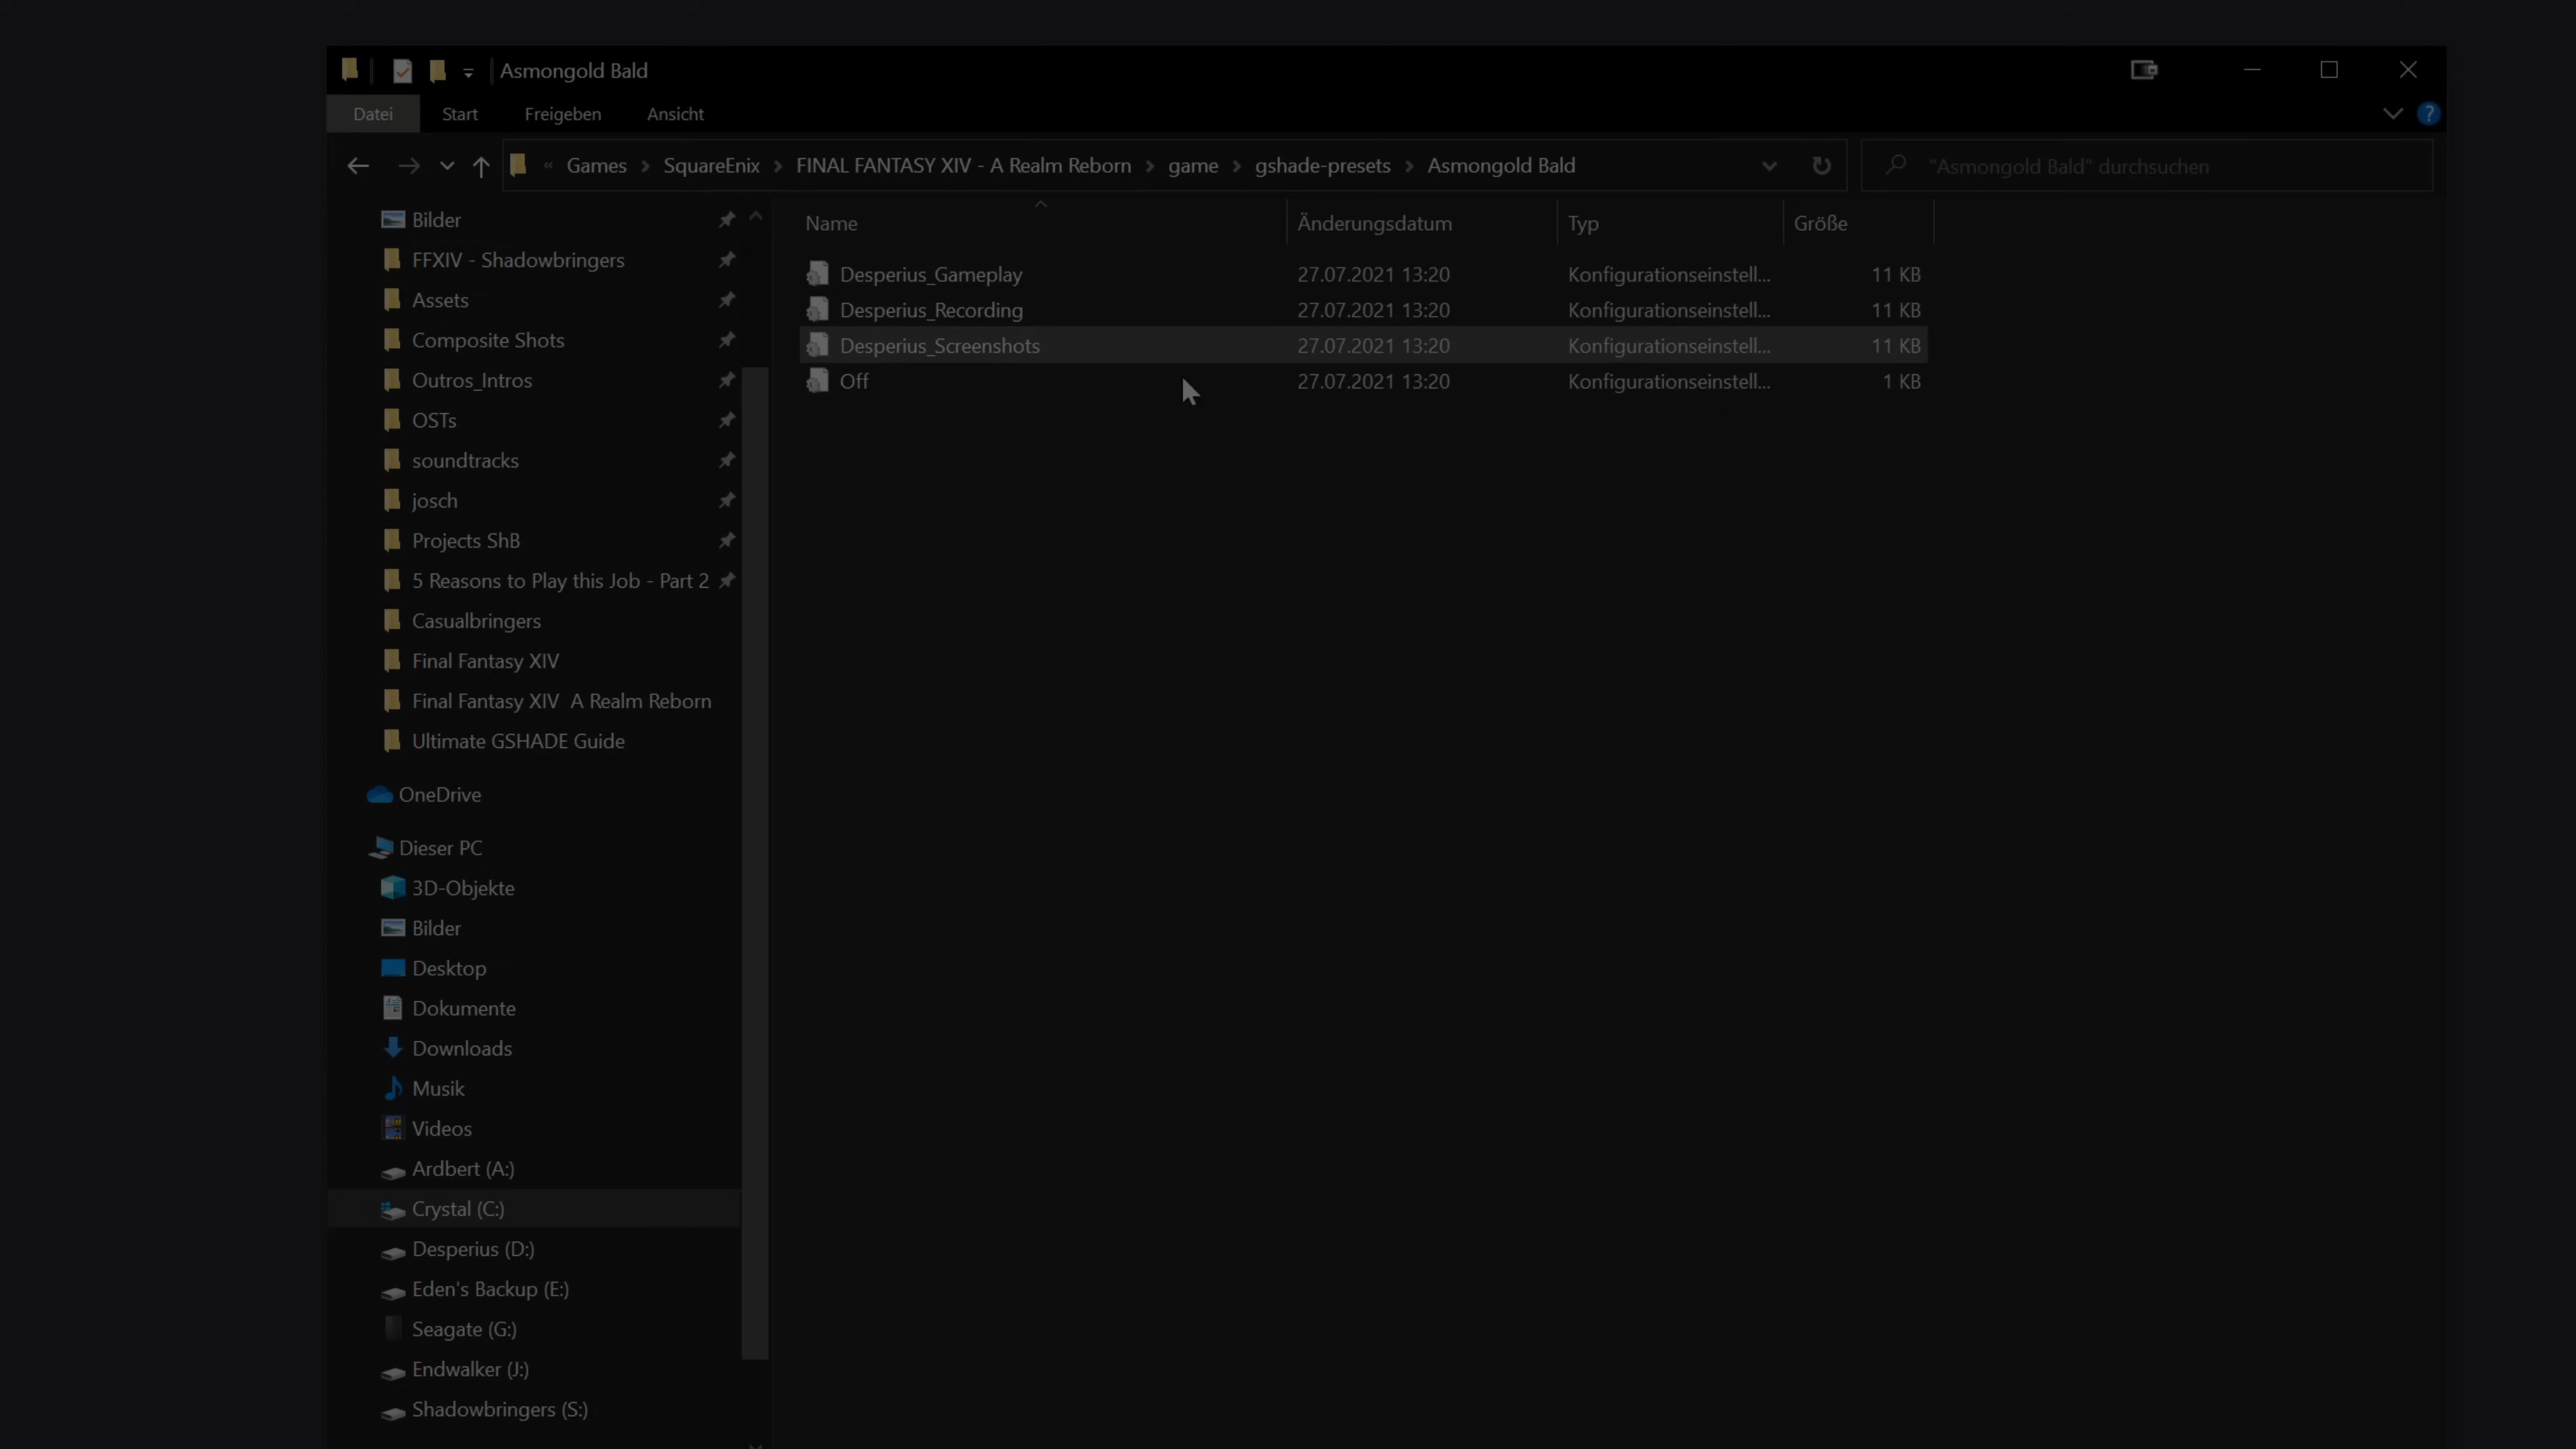 Asmongold Bald
Datei Start Freigeben Ansicht
« Games > SquareEnix > FINAL FANTASY XIV - A Realm Reborn > game > gshade-presets > Asmongold Bald
"Asmongold Bald" durchsuchen
Name Änderungsdatum Typ Größe
Desperius_Gameplay 27.07.2021 13:20 Konfigurationseinstell... 11 KB
Desperius_Recording 27.07.2021 13:20 Konfigurationseinstell... 11 KB
Desperius_Screenshots 27.07.2021 13:20 Konfigurationseinstell... 11 KB
Off 27.07.2021 13:20 Konfigurationseinstell... 1 KB
Bilder
FFXIV - Shadowbringers
Assets
Composite Shots
Outros_Intros
OSTs
soundtracks
josch
Projects ShB
5 Reasons to Play this Job - Part 2
Casualbringers
Final Fantasy XIV
Final Fantasy XIV  A Realm Reborn
Ultimate GSHADE Guide
OneDrive
Dieser PC
3D-Objekte
Bilder
Desktop
Dokumente
Downloads
Musik
Videos
Ardbert (A:)
Crystal (C:)
Desperius (D:)
Eden's Backup (E:)
Seagate (G:)
Endwalker (J:)
Shadowbringers (S:)